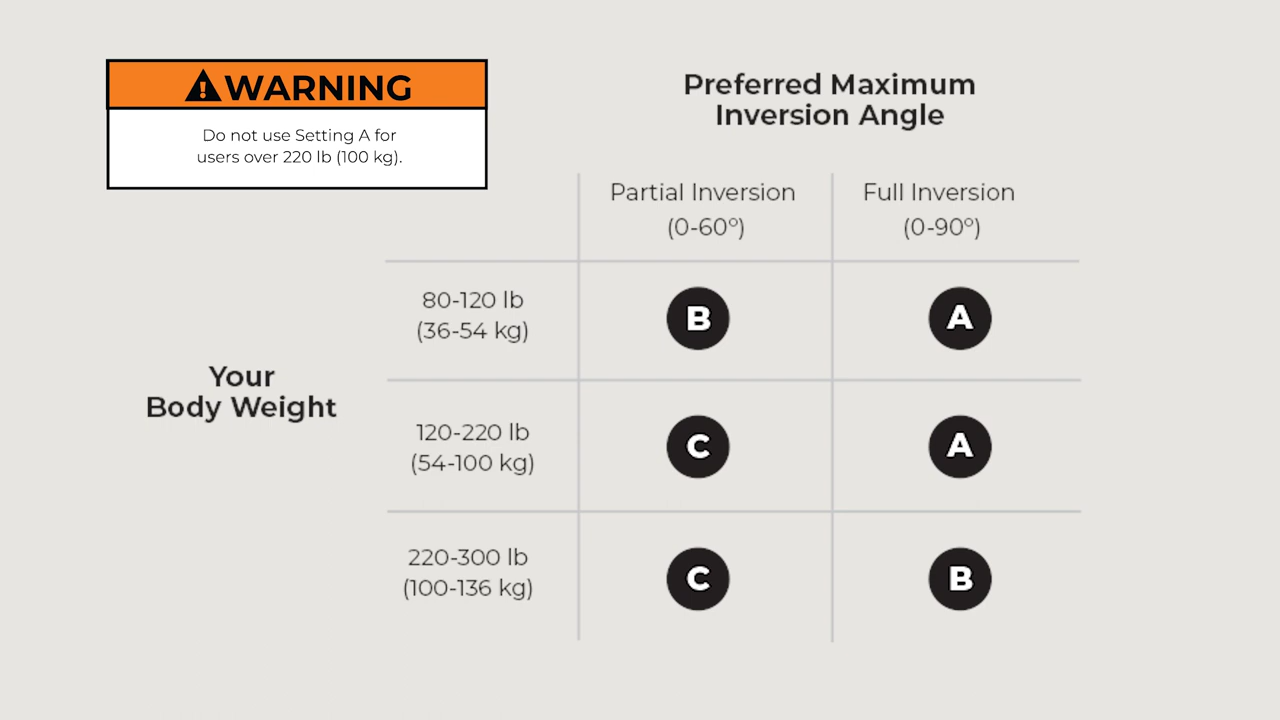 WARNING
Do not use Setting A for
users over 220 lb (100 kg).
Preferred Maximum
Inversion Angle
Partial Inversion
(0-60º)
Full Inversion
(0-90º)
Your
Body Weight
80-120 lb
(36-54 kg)
B
A
120-220 lb
(54-100 kg)
C
A
220-300 lb
(100-136 kg)
C
B